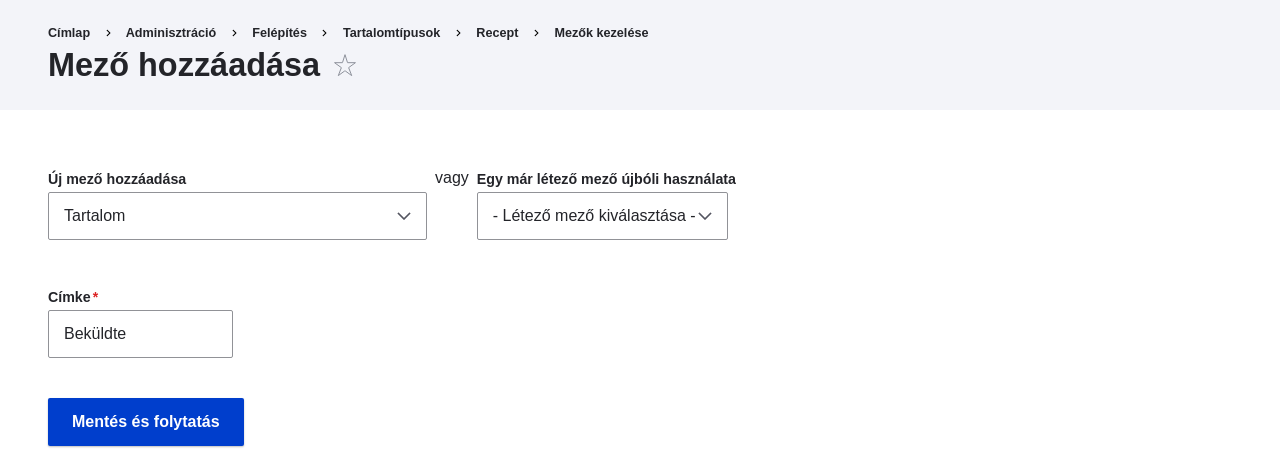 Címlap > Adminisztráció > Felépítés > Tartalomtípusok > Recept > Mezők kezelése
Mező hozzáadása ☆
Új mező hozzáadása vagy Egy már létező mező újbóli használata
Tartalom - Létező mező kiválasztása -
Címke*
Beküldte
Mentés és folytatás